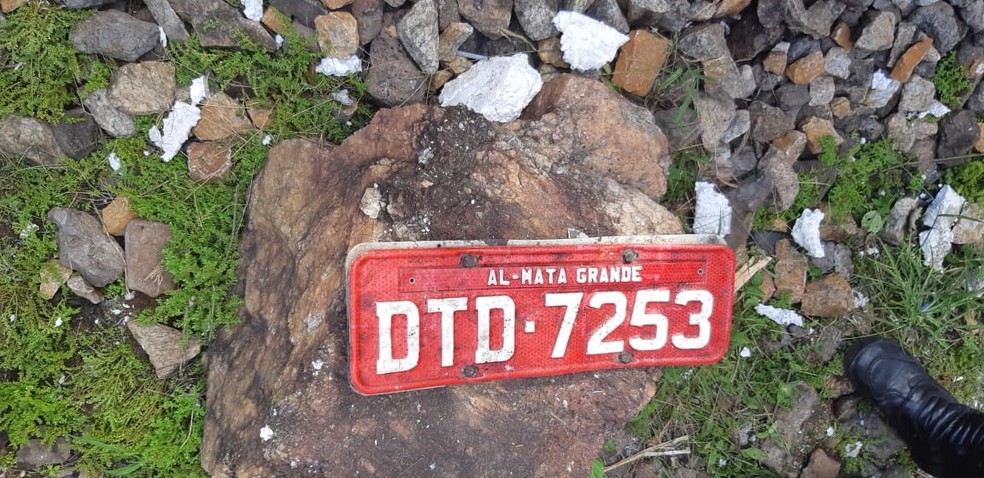 AL-MATA GRANDE
DTD·7253